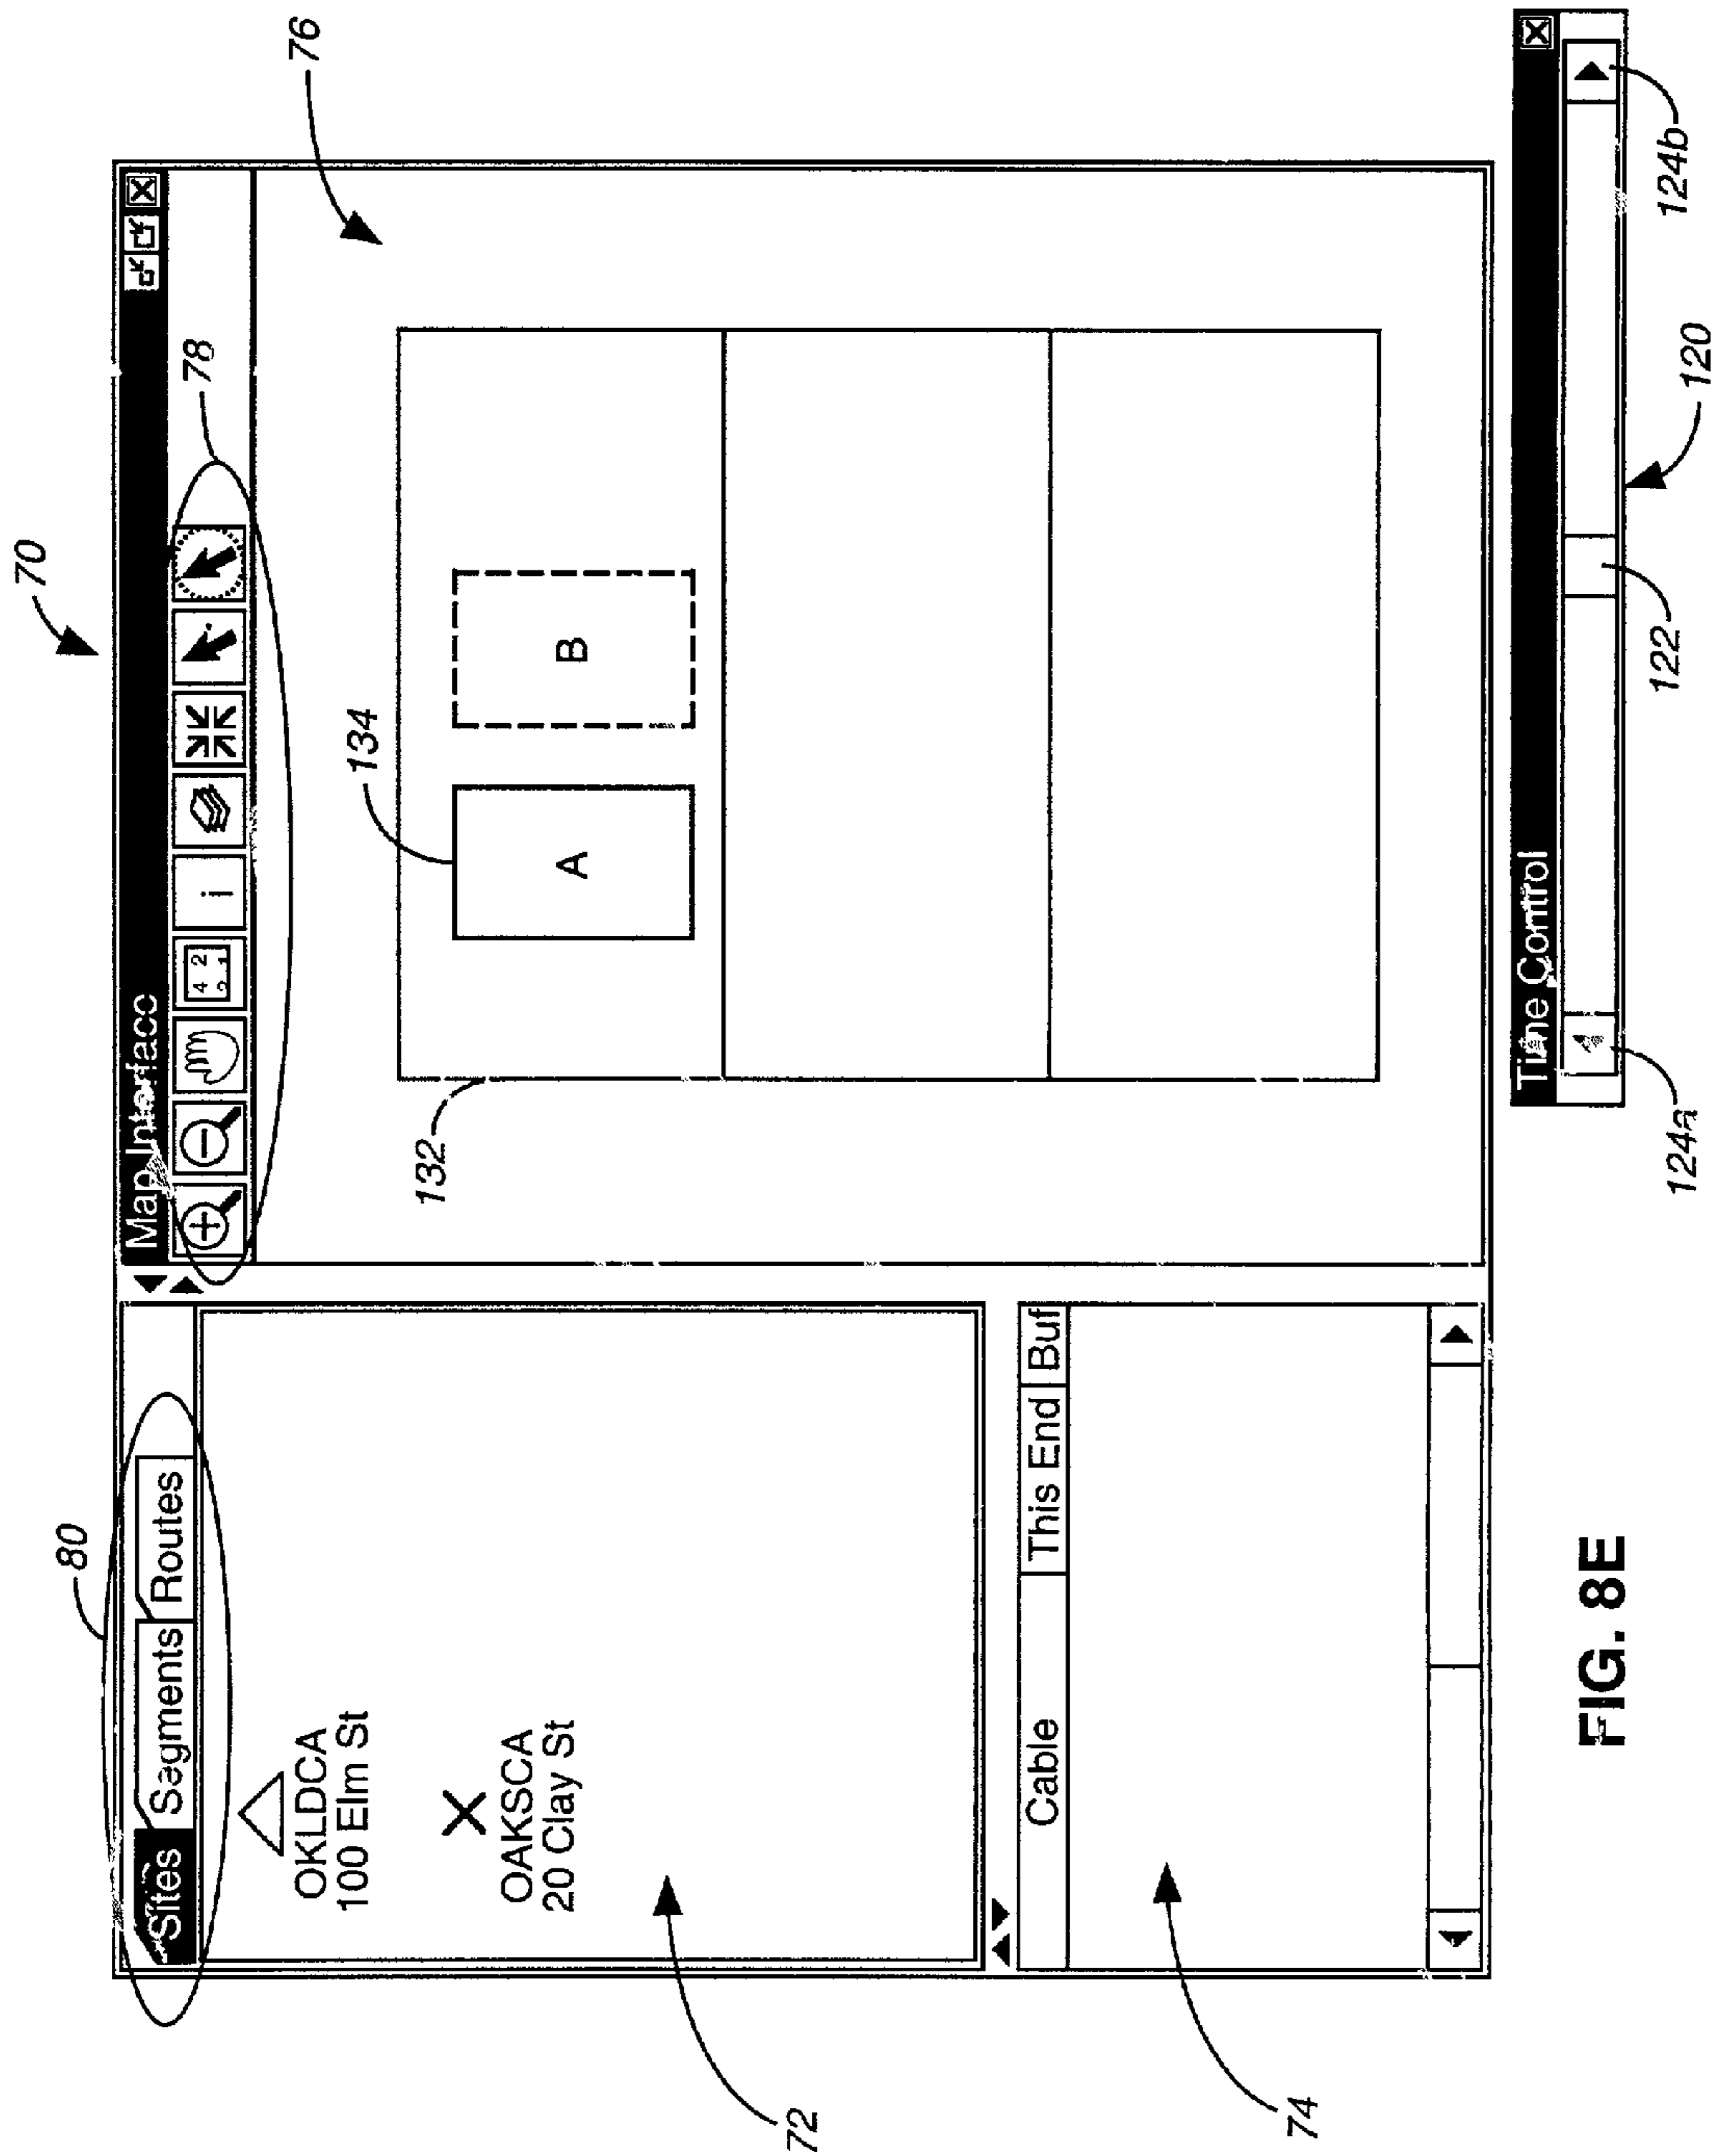 70
80
78
76
Sites
Segments
Routes
Map Interfacc
i
4 2
OKLDCA
100 Elm St
OAKSCA
20 Clay St
72
132
134
A
B
Cable
This End
Buf
74
Time Control
124a
122
120
124b
FIG. 8E